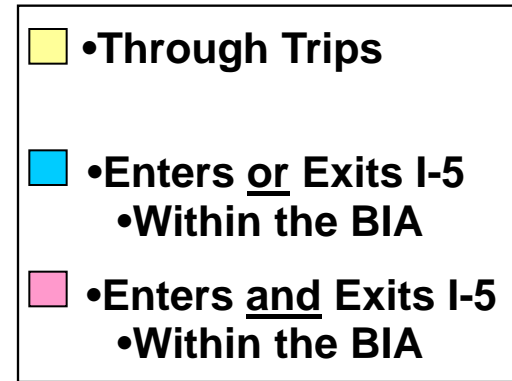 •Through Trips
•Enters or Exits I-5
•Within the BIA
•Enters and Exits I-5
•Within the BIA